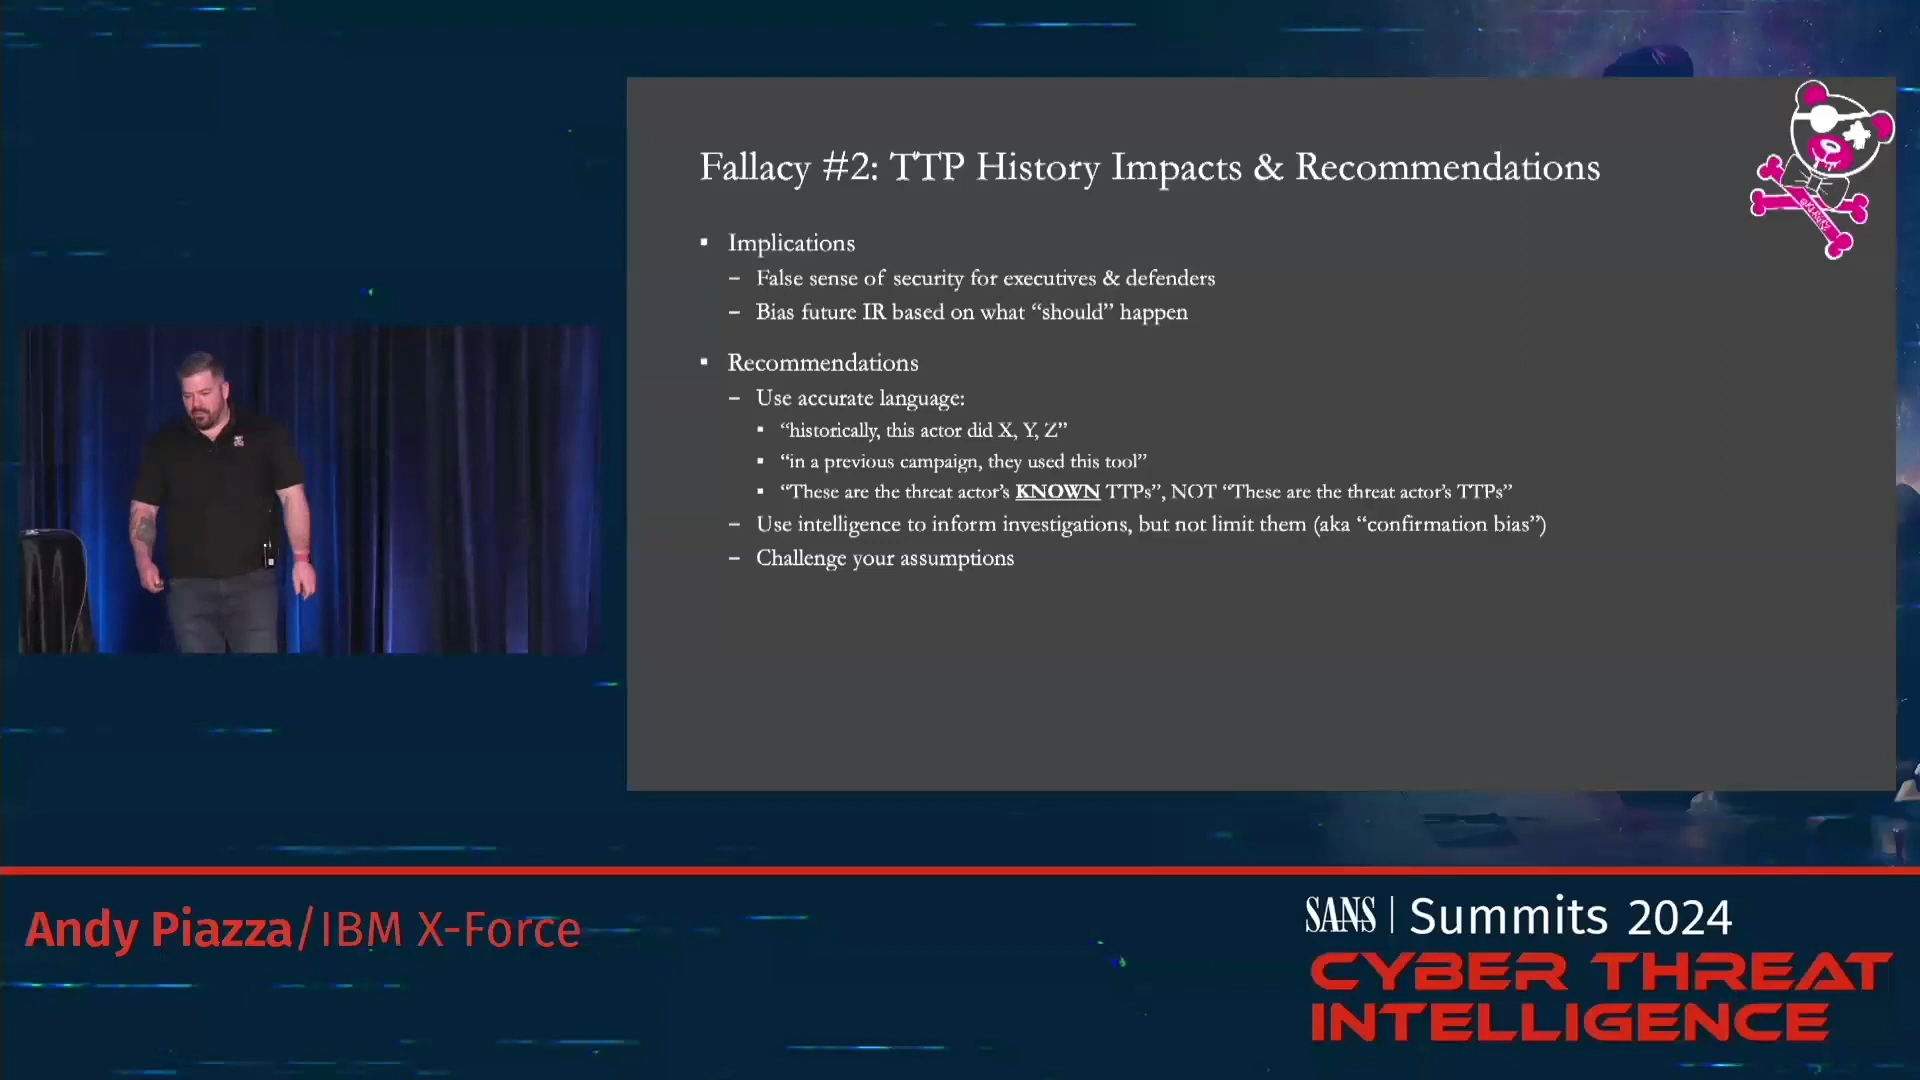 Fallacy #2: TTP History Impacts & Recommendations
▪ Implications
– False sense of security for executives & defenders
– Bias future IR based on what “should” happen
▪ Recommendations
– Use accurate language:
▪ “historically, this actor did X, Y, Z”
▪ “in a previous campaign, they used this tool”
▪ “These are the threat actor’s KNOWN TTPs”, NOT “These are the threat actor’s TTPs”
– Use intelligence to inform investigations, but not limit them (aka “confirmation bias”)
– Challenge your assumptions
Andy Piazza/IBM X-Force
SANS | Summits 2024
CYBER THREAT
INTELLIGENCE